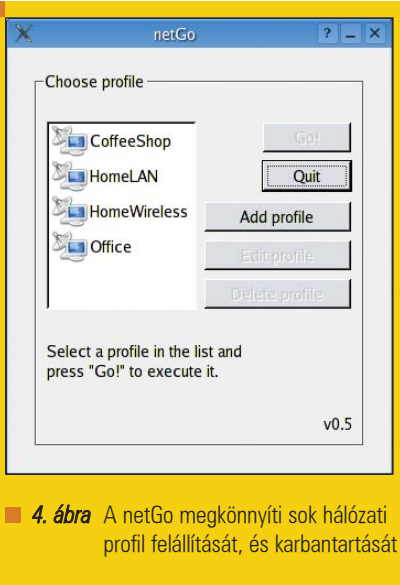 netGo
Choose profile
CoffeeShop
HomeLAN
HomeWireless
Office
Go!
Quit
Add profile
Edit profile
Delete profile
Select a profile in the list and
press "Go!" to execute it.
v0.5
4. ábra A netGo megkönnyíti sok hálózati
profil felállítását, és karbantartását